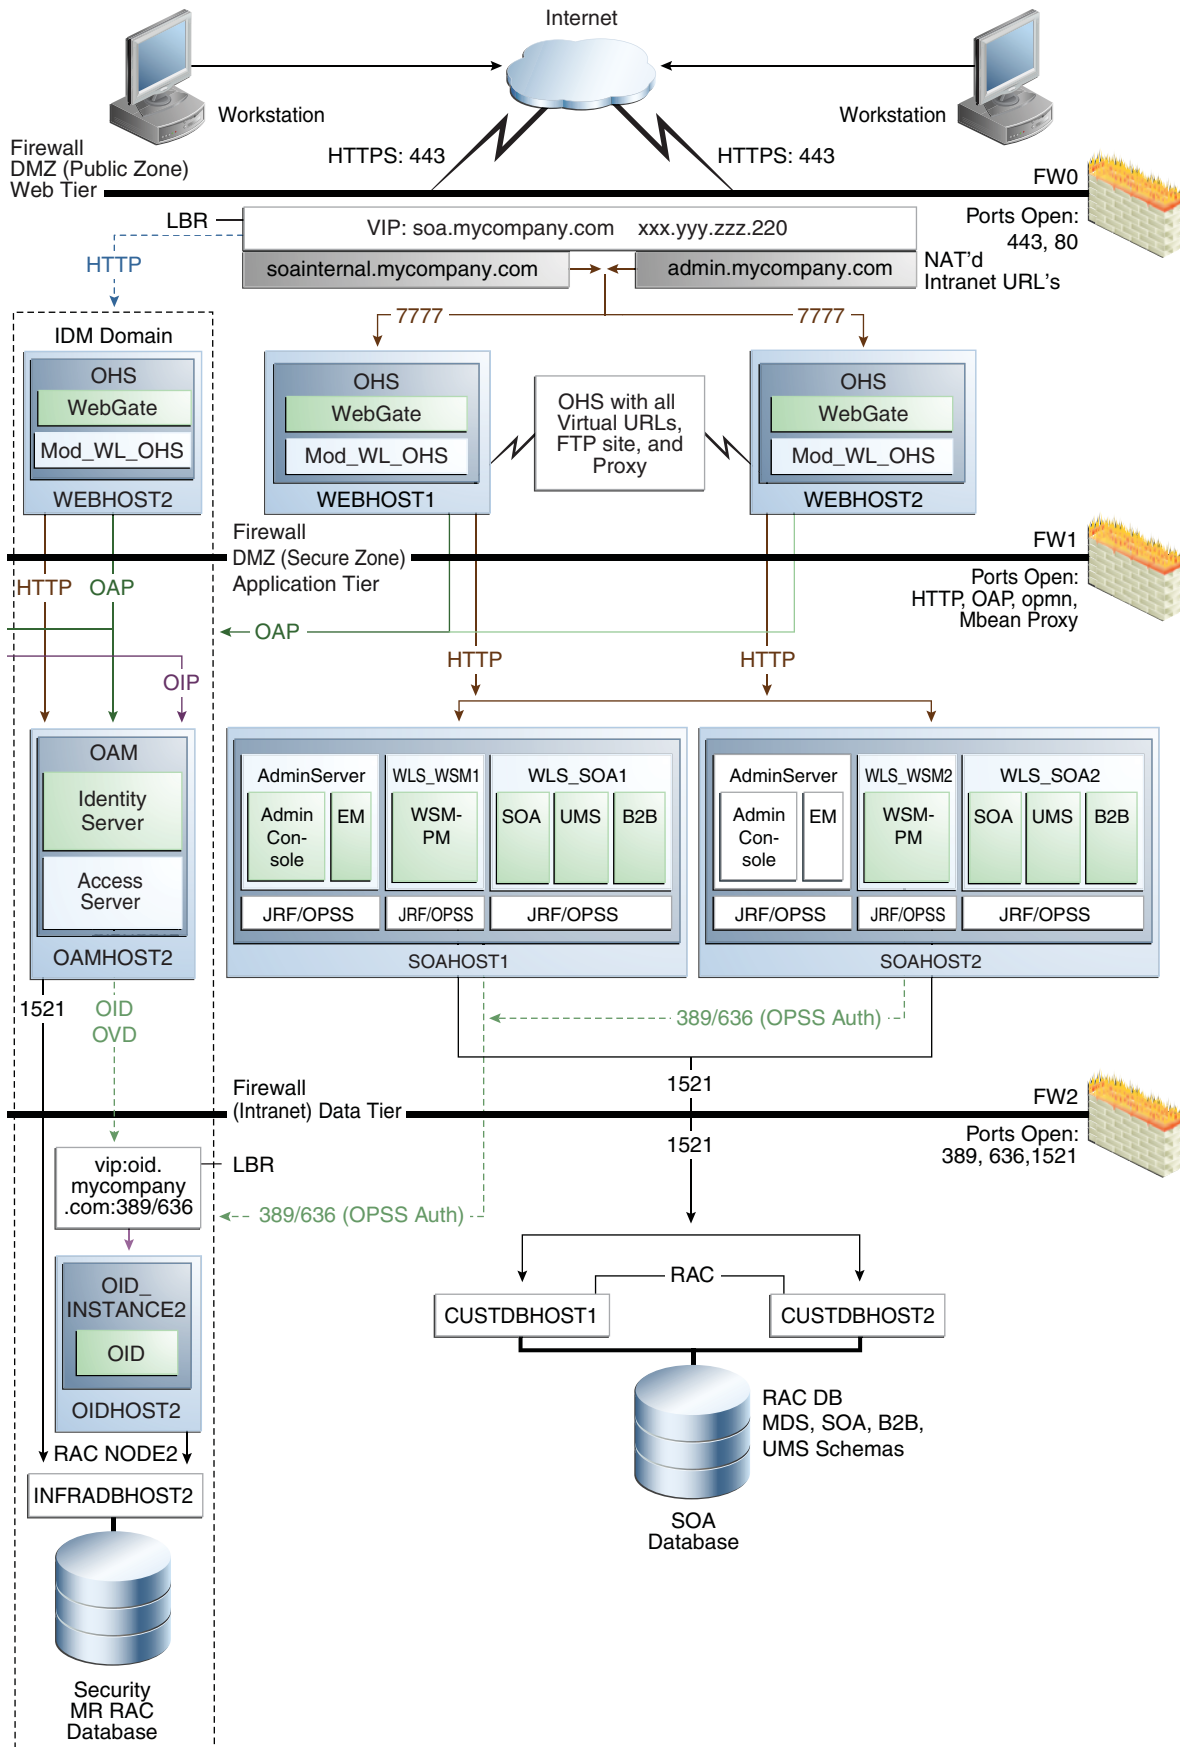 Internet
Workstation
Workstation
HTTPS: 443
HTTPS: 443
Firewall
DMZ (Public Zone)
Web Tier
FW0
Ports Open:
443, 80
LBR
VIP: soa.mycompany.com xxx.yyy.zzz.220
HTTP
soainternal.mycompany.com
admin.mycompany.com
NAT'd
Intranet URL's
7777
7777
IDM Domain
OHS
WebGate
Mod_WL_OHS
WEBHOST2
OHS
WebGate
Mod_WL_OHS
WEBHOST1
OHS with all
Virtual URLs,
FTP site, and
Proxy
OHS
WebGate
Mod_WL_OHS
WEBHOST2
Firewall
DMZ (Secure Zone)
Application Tier
FW1
Ports Open:
HTTP, OAP, opmn,
Mbean Proxy
HTTP
OAP
OAP
OIP
HTTP
HTTP
OAM
Identity
Server
Access
Server
OAMHOST2
AdminServer
Admin
Con-
sole
EM
WLS_WSM1
WSM-
PM
WLS_SOA1
SOA
UMS
B2B
JRF/OPSS
JRF/OPSS
JRF/OPSS
SOAHOST1
AdminServer
Admin
Con-
sole
EM
WLS_WSM2
WSM-
PM
WLS_SOA2
SOA
UMS
B2B
JRF/OPSS
JRF/OPSS
JRF/OPSS
SOAHOST2
1521
OID
OVD
389/636 (OPSS Auth)
1521
Firewall
(Intranet) Data Tier
FW2
Ports Open:
389, 636,1521
1521
vip:oid.
mycompany
.com:389/636
LBR
389/636 (OPSS Auth)
OID_
INSTANCE2
OID
OIDHOST2
RAC
CUSTDBHOST1
CUSTDBHOST2
RAC DB
MDS, SOA, B2B,
UMS Schemas
SOA
Database
RAC NODE2
INFRADBHOST2
Security
MR RAC
Database